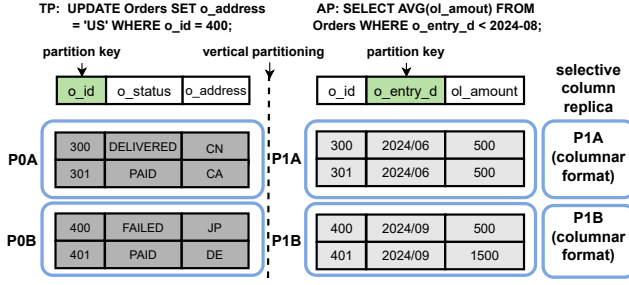 TP: UPDATE Orders SET o_address
= 'US' WHERE o_id = 400;
AP: SELECT AVG(ol_amout) FROM
Orders WHERE o_entry_d < 2024-08;
partition key
vertical partitioning
partition key
o_id o_status o_address
o_id o_entry_d ol_amount
selective
column
replica
P0A
300 DELIVERED CN
301 PAID CA
P1A
300 2024/06 500
301 2024/06 500
P1A
(columnar
format)
P0B
400 FAILED JP
401 PAID DE
P1B
400 2024/09 500
401 2024/09 1500
P1B
(columnar
format)